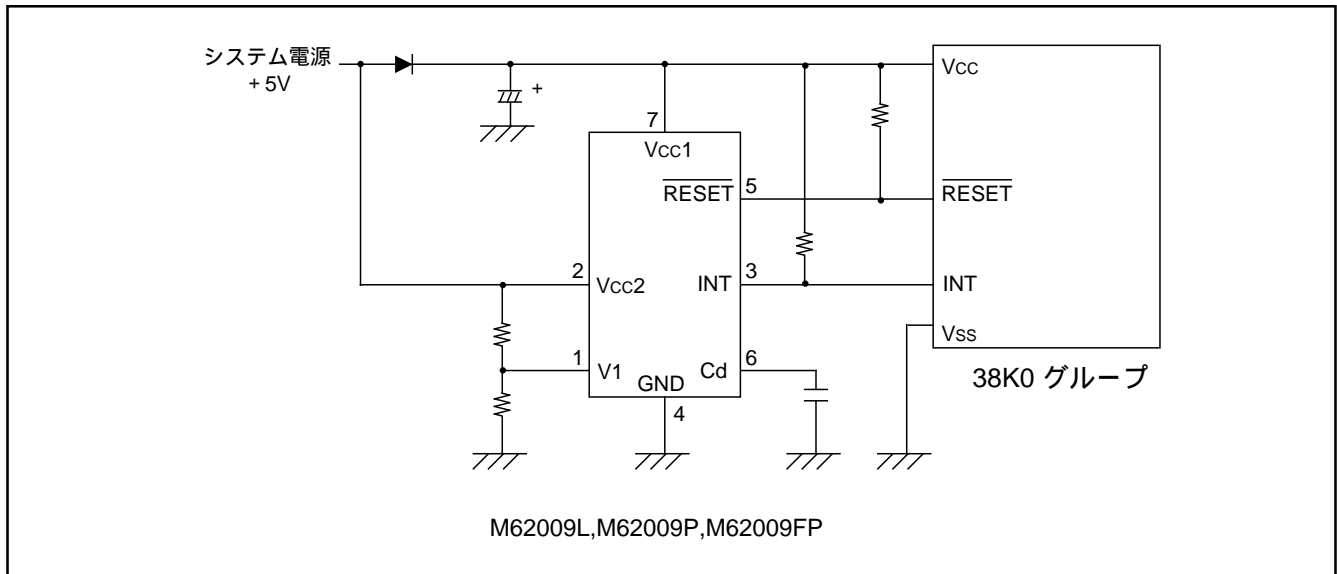 システム電源
+ 5V
+
7
VCC1
RESET 5
2
VCC2
INT 3
1
V1
GND
Cd 6
4
VCC
RESET
INT
VSS
38K0 グループ
M62009L,M62009P,M62009FP